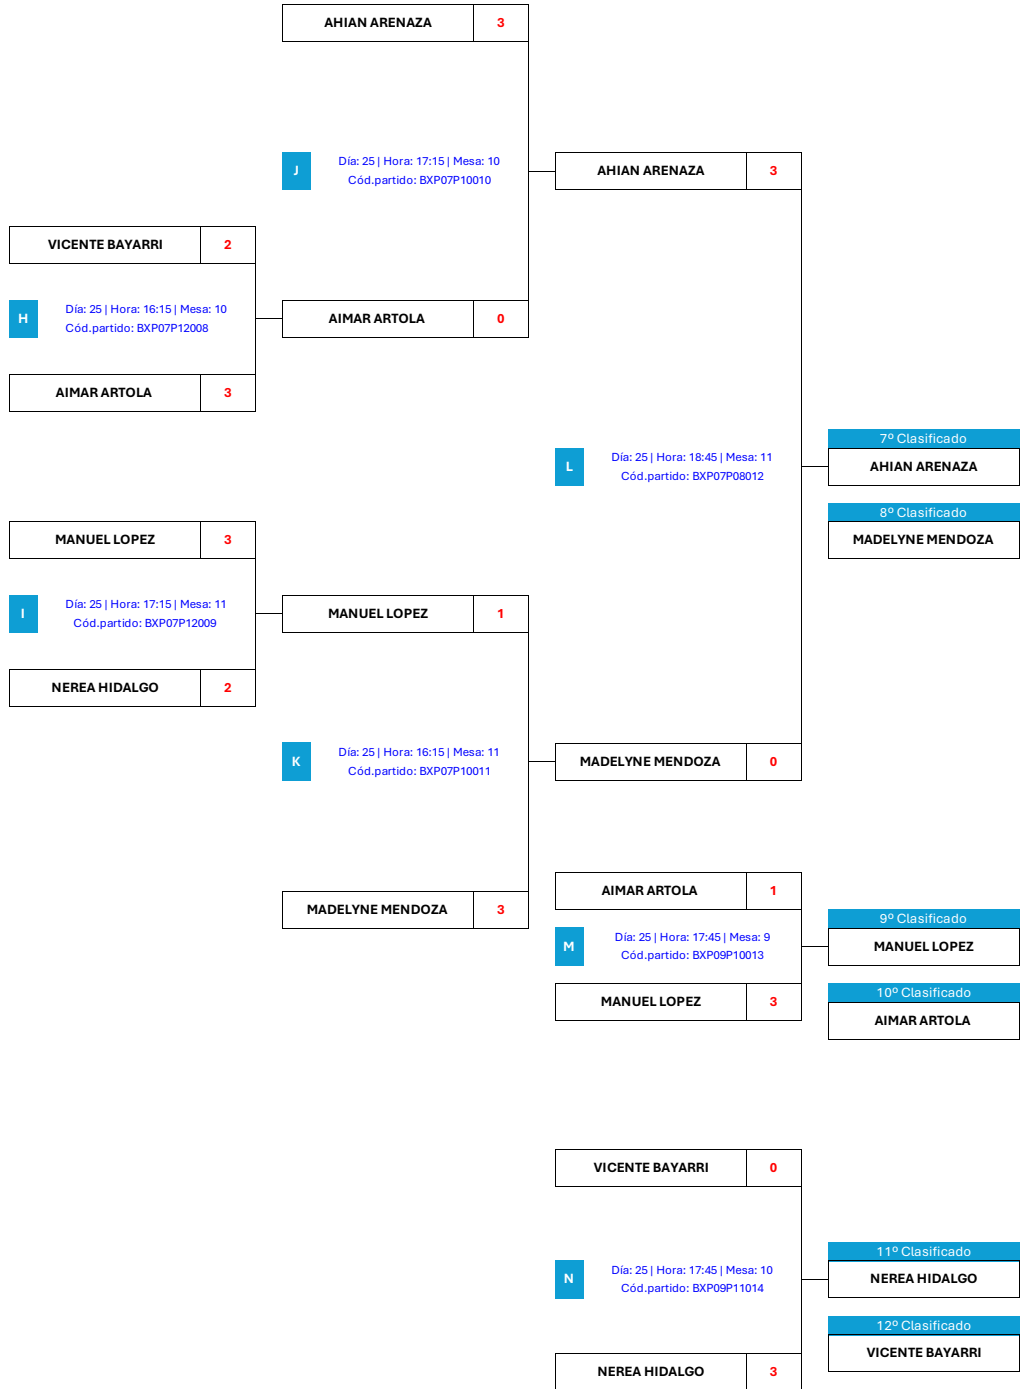 AHIAN ARENAZA 3
J
Día: 25 | Hora: 17:15 | Mesa: 10
Cód.partido: BXP07P10010
AHIAN ARENAZA 3
VICENTE BAYARRI 2
H
Día: 25 | Hora: 16:15 | Mesa: 10
Cód.partido: BXP07P12008
AIMAR ARTOLA 0
AIMAR ARTOLA 3
7º Clasificado
L
Día: 25 | Hora: 18:45 | Mesa: 11
Cód.partido: BXP07P08012
AHIAN ARENAZA
8º Clasificado
MANUEL LOPEZ 3
MADELYNE MENDOZA
I
Día: 25 | Hora: 17:15 | Mesa: 11
Cód.partido: BXP07P12009
MANUEL LOPEZ 1
NEREA HIDALGO 2
K
Día: 25 | Hora: 16:15 | Mesa: 11
Cód.partido: BXP07P10011
MADELYNE MENDOZA 0
AIMAR ARTOLA 1
MADELYNE MENDOZA 3
9º Clasificado
M
Día: 25 | Hora: 17:45 | Mesa: 9
Cód.partido: BXP09P10013
MANUEL LOPEZ
10º Clasificado
MANUEL LOPEZ 3
AIMAR ARTOLA
VICENTE BAYARRI 0
11º Clasificado
N
Día: 25 | Hora: 17:45 | Mesa: 10
Cód.partido: BXP09P11014
NEREA HIDALGO
12º Clasificado
VICENTE BAYARRI
NEREA HIDALGO 3